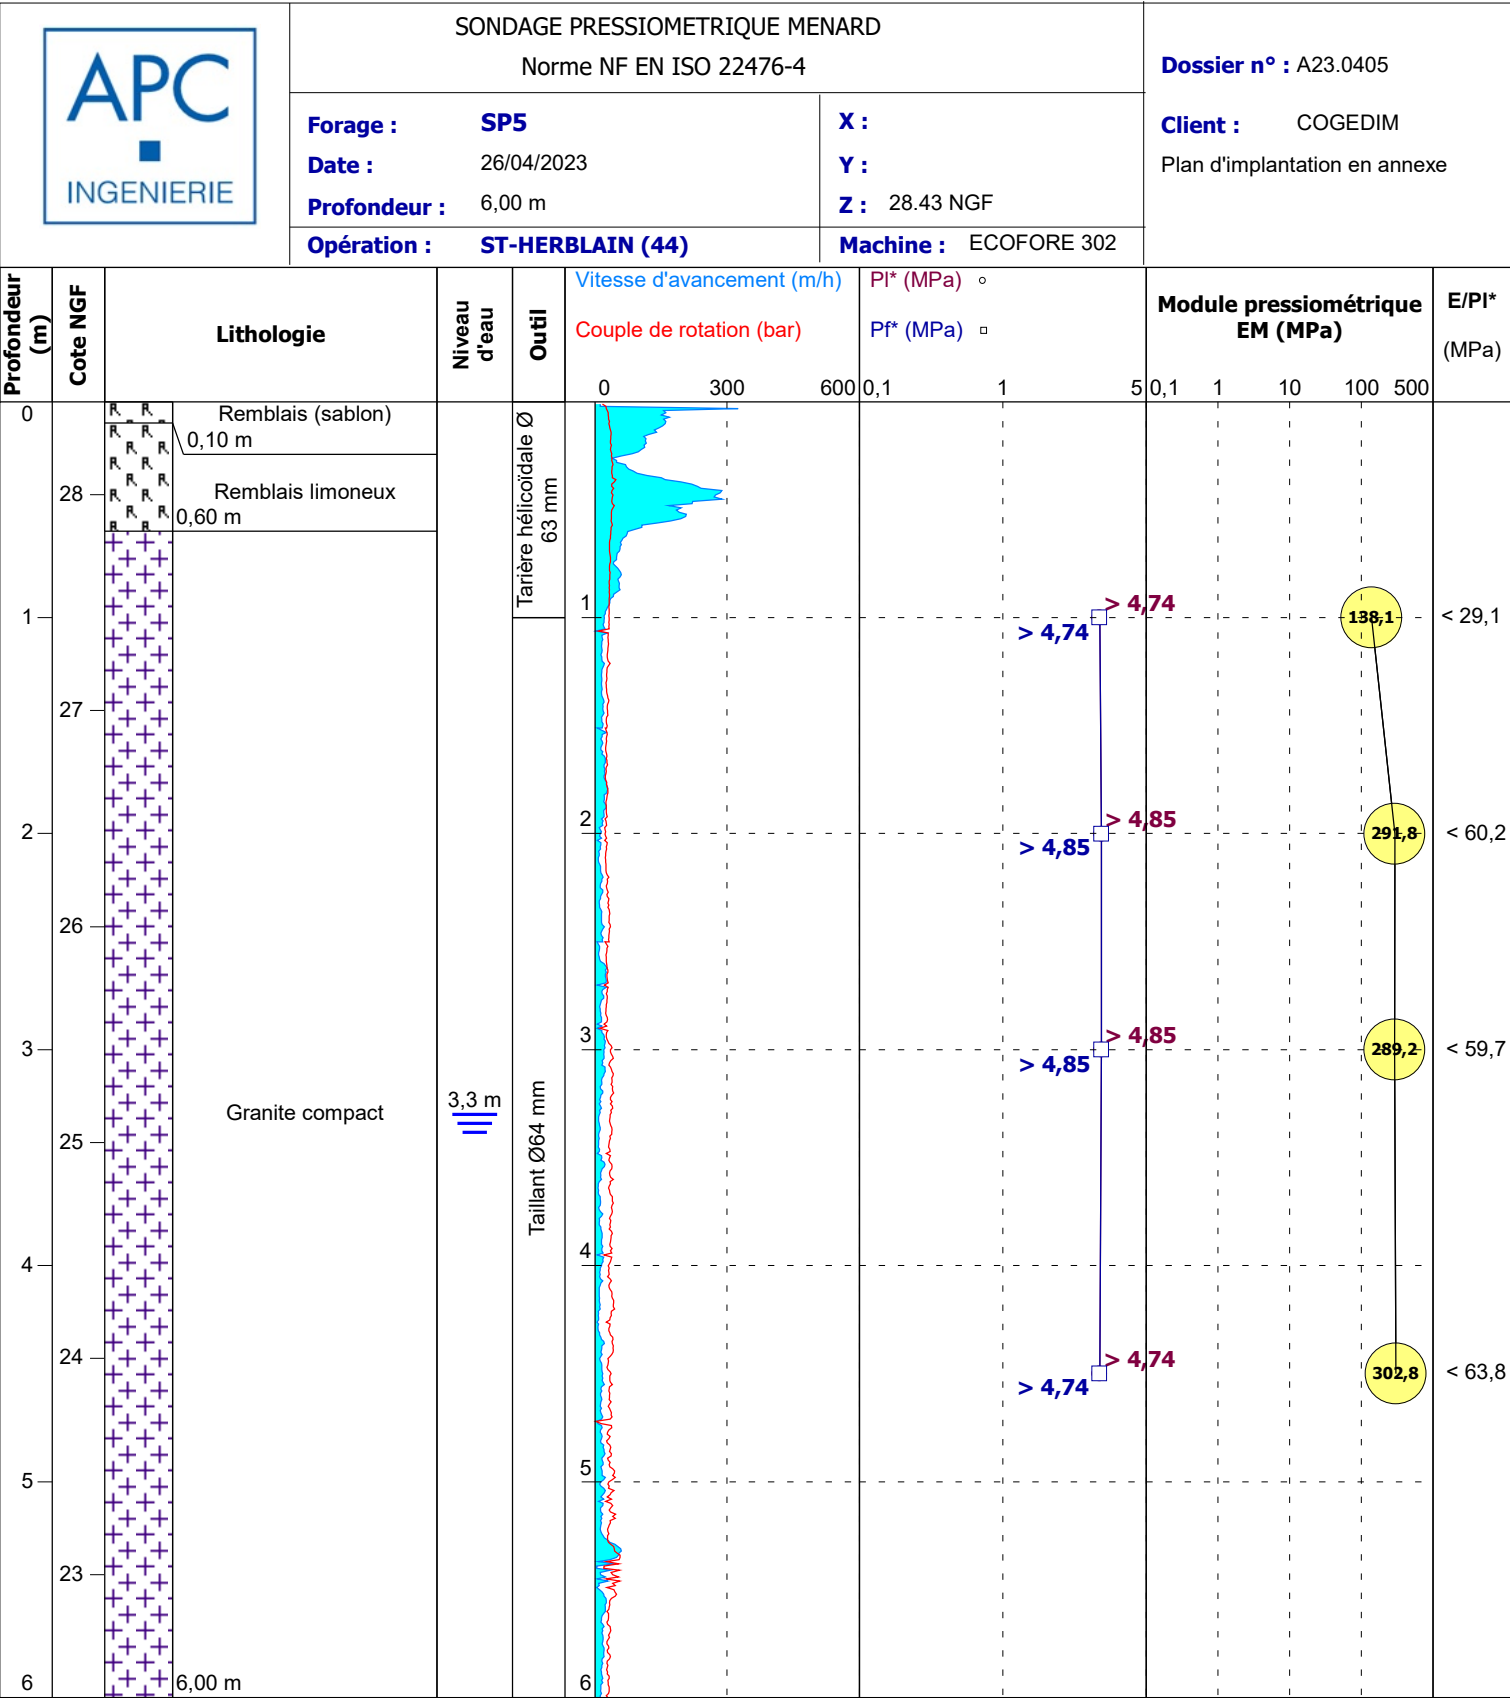 APC
INGENIERIE
SONDAGE PRESSIOMETRIQUE MENARD
Norme NF EN ISO 22476-4
Dossier n° : A23.0405
Client : COGEDIM
Plan d'implantation en annexe
Forage : SP5
Date : 26/04/2023
Profondeur : 6,00 m
X :
Y :
Z : 28.43 NGF
Opération : ST-HERBLAIN (44)
Machine : ECOFORE 302
Profondeur
(m)
Cote NGF
Lithologie
Niveau
d'eau
Outil
Vitesse d'avancement (m/h)
Couple de rotation (bar)
0 300 600
Pl* (MPa)
Pf* (MPa)
0,1 1 5
Module pressiométrique
EM (MPa)
0,1 1 10 100 500
E/Pl*
(MPa)
0
Remblais (sablon)
0,10 m
28
Remblais limoneux
0,60 m
Tarière hélicoïdale Ø
63 mm
1
1
> 4,74
> 4,74
138,1
< 29,1
27
2
2
> 4,85
> 4,85
291,8
< 60,2
26
3
3
> 4,85
> 4,85
289,2
< 59,7
Granite compact
3,3 m
25
Taillant Ø64 mm
4
4
24
> 4,74
> 4,74
302,8
< 63,8
5
5
23
6
6,00 m
6